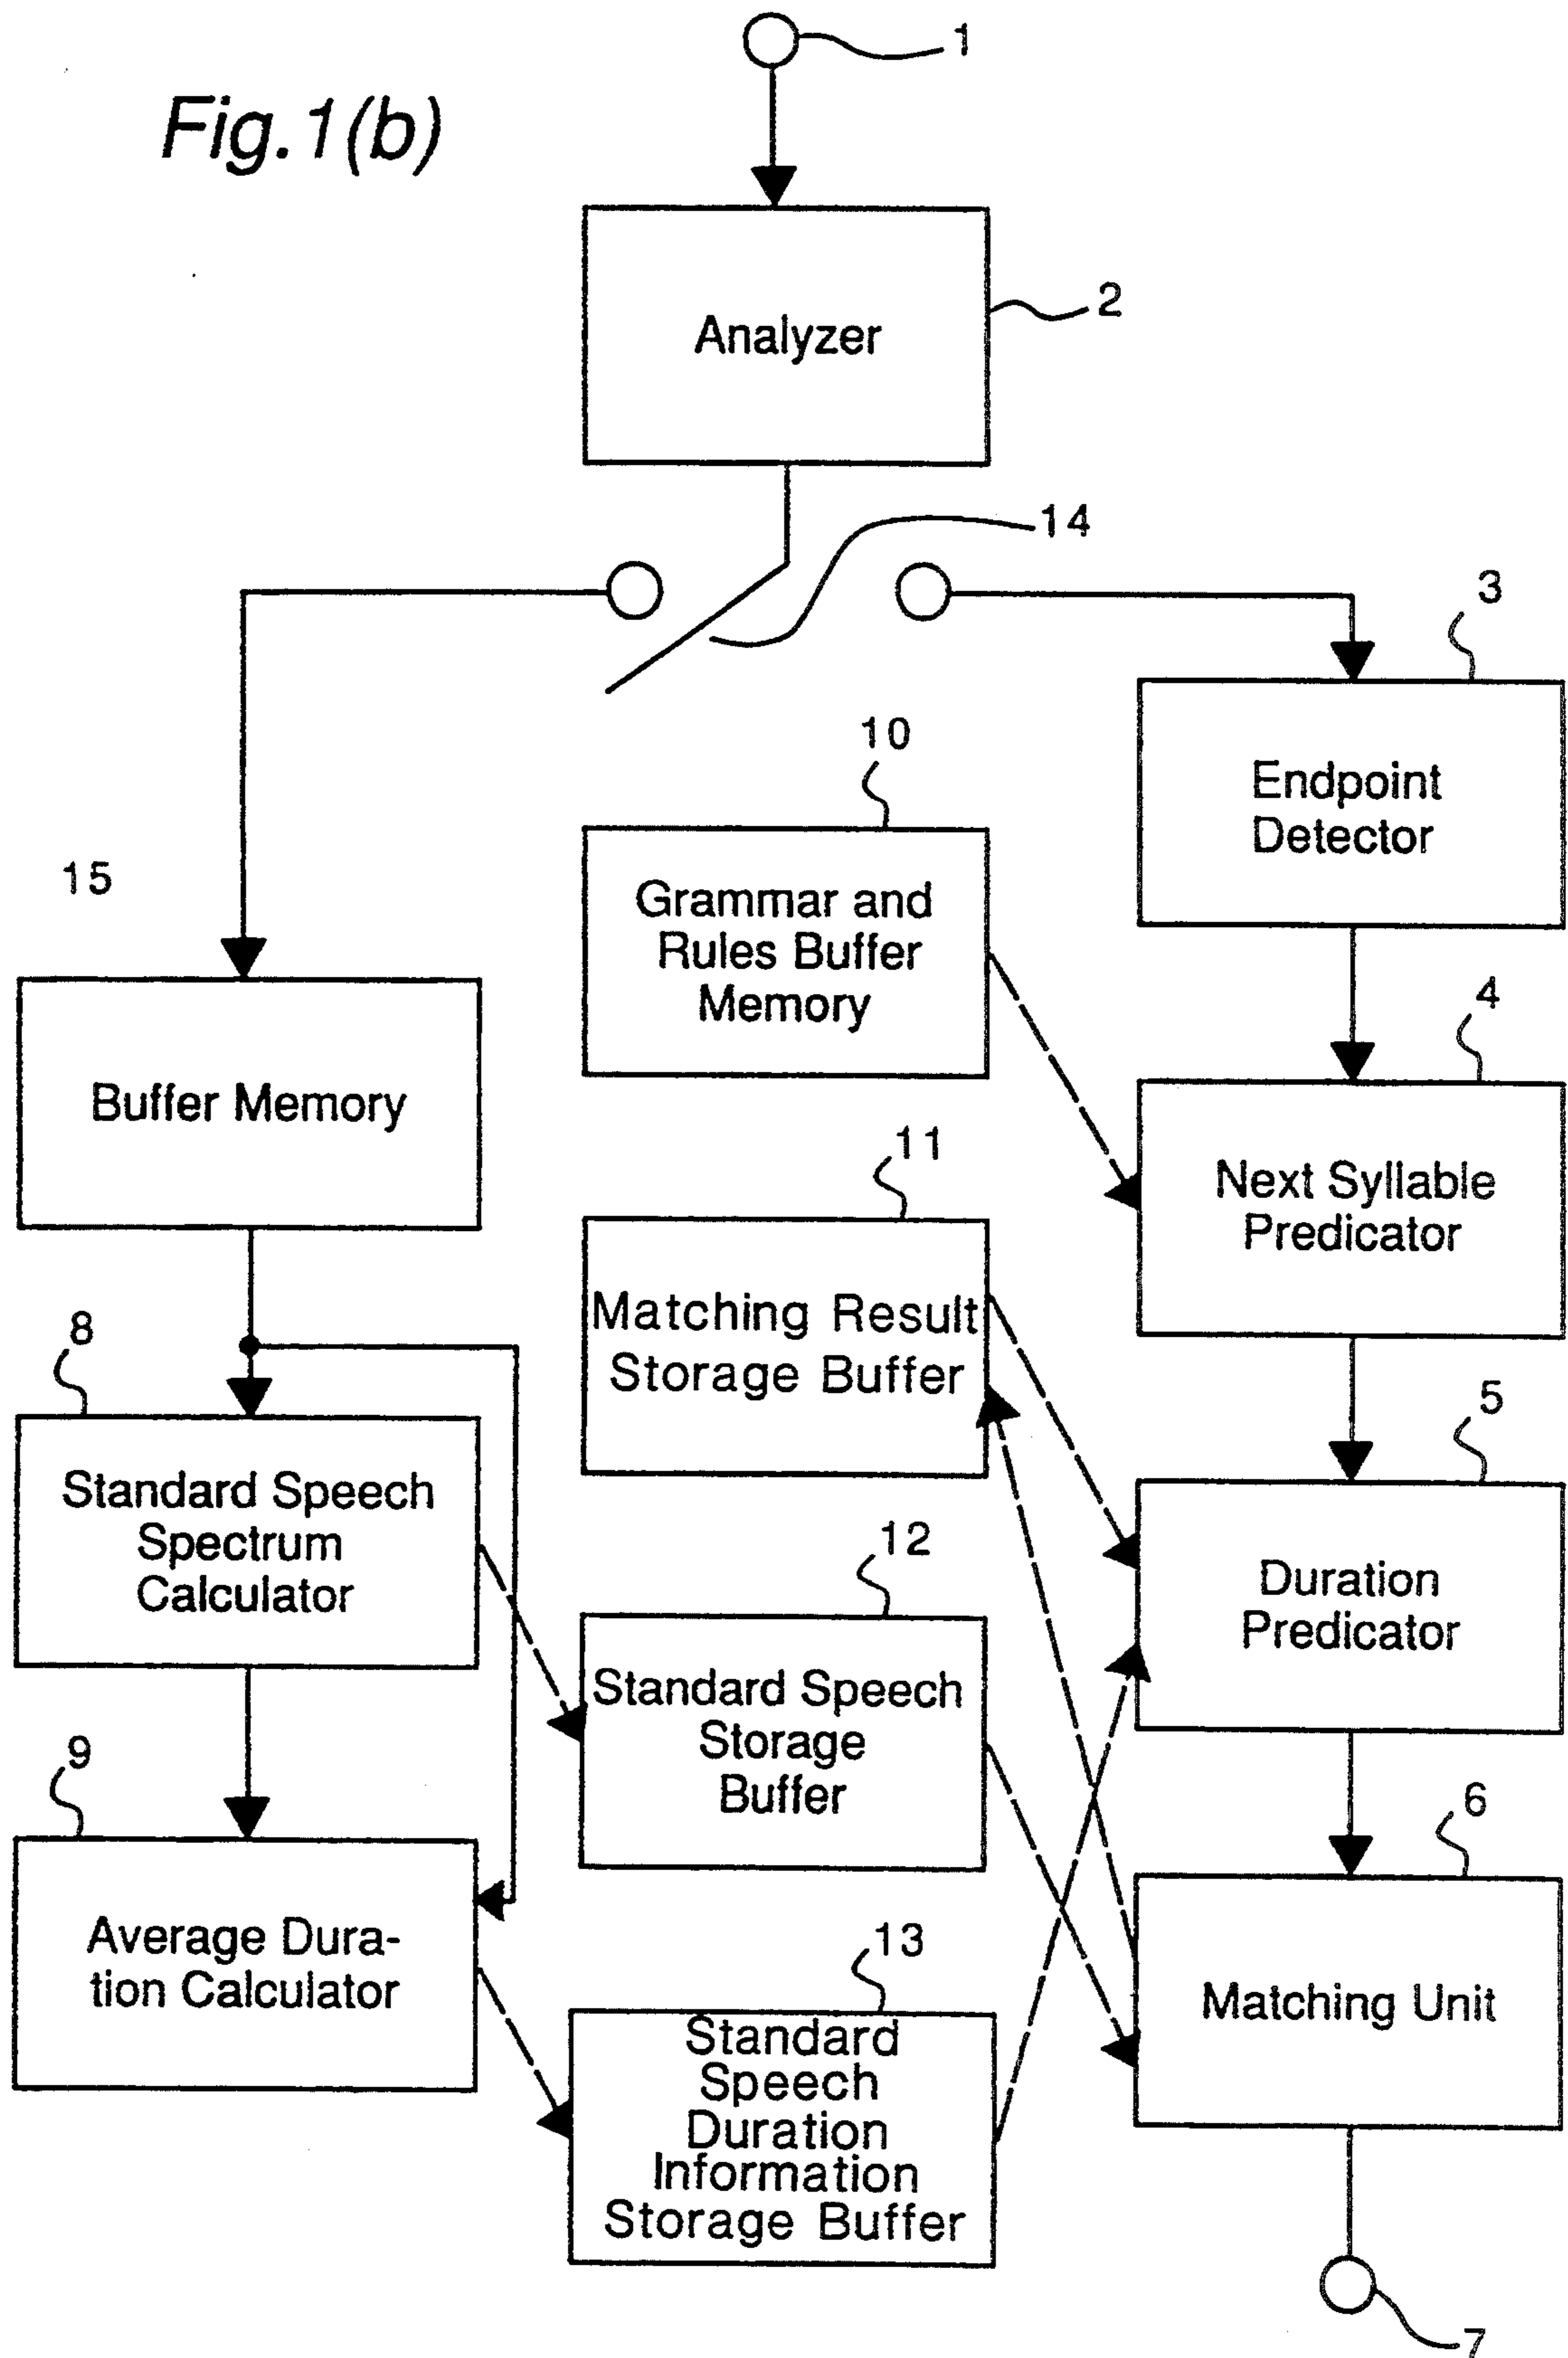 1
Fig.1(b)
Analyzer
2
14
3
Endpoint
Detector
10
Grammar and
Rules Buffer
Memory
15
Buffer Memory
4
Next Syllable
Predicator
11
Matching Result
Storage Buffer
8
Standard Speech
Spectrum
Calculator
5
Duration
Predicator
12
Standard Speech
Storage
Buffer
9
Average Dura-
tion Calculator
6
Matching Unit
13
Standard
Speech
Duration
Information
Storage Buffer
7